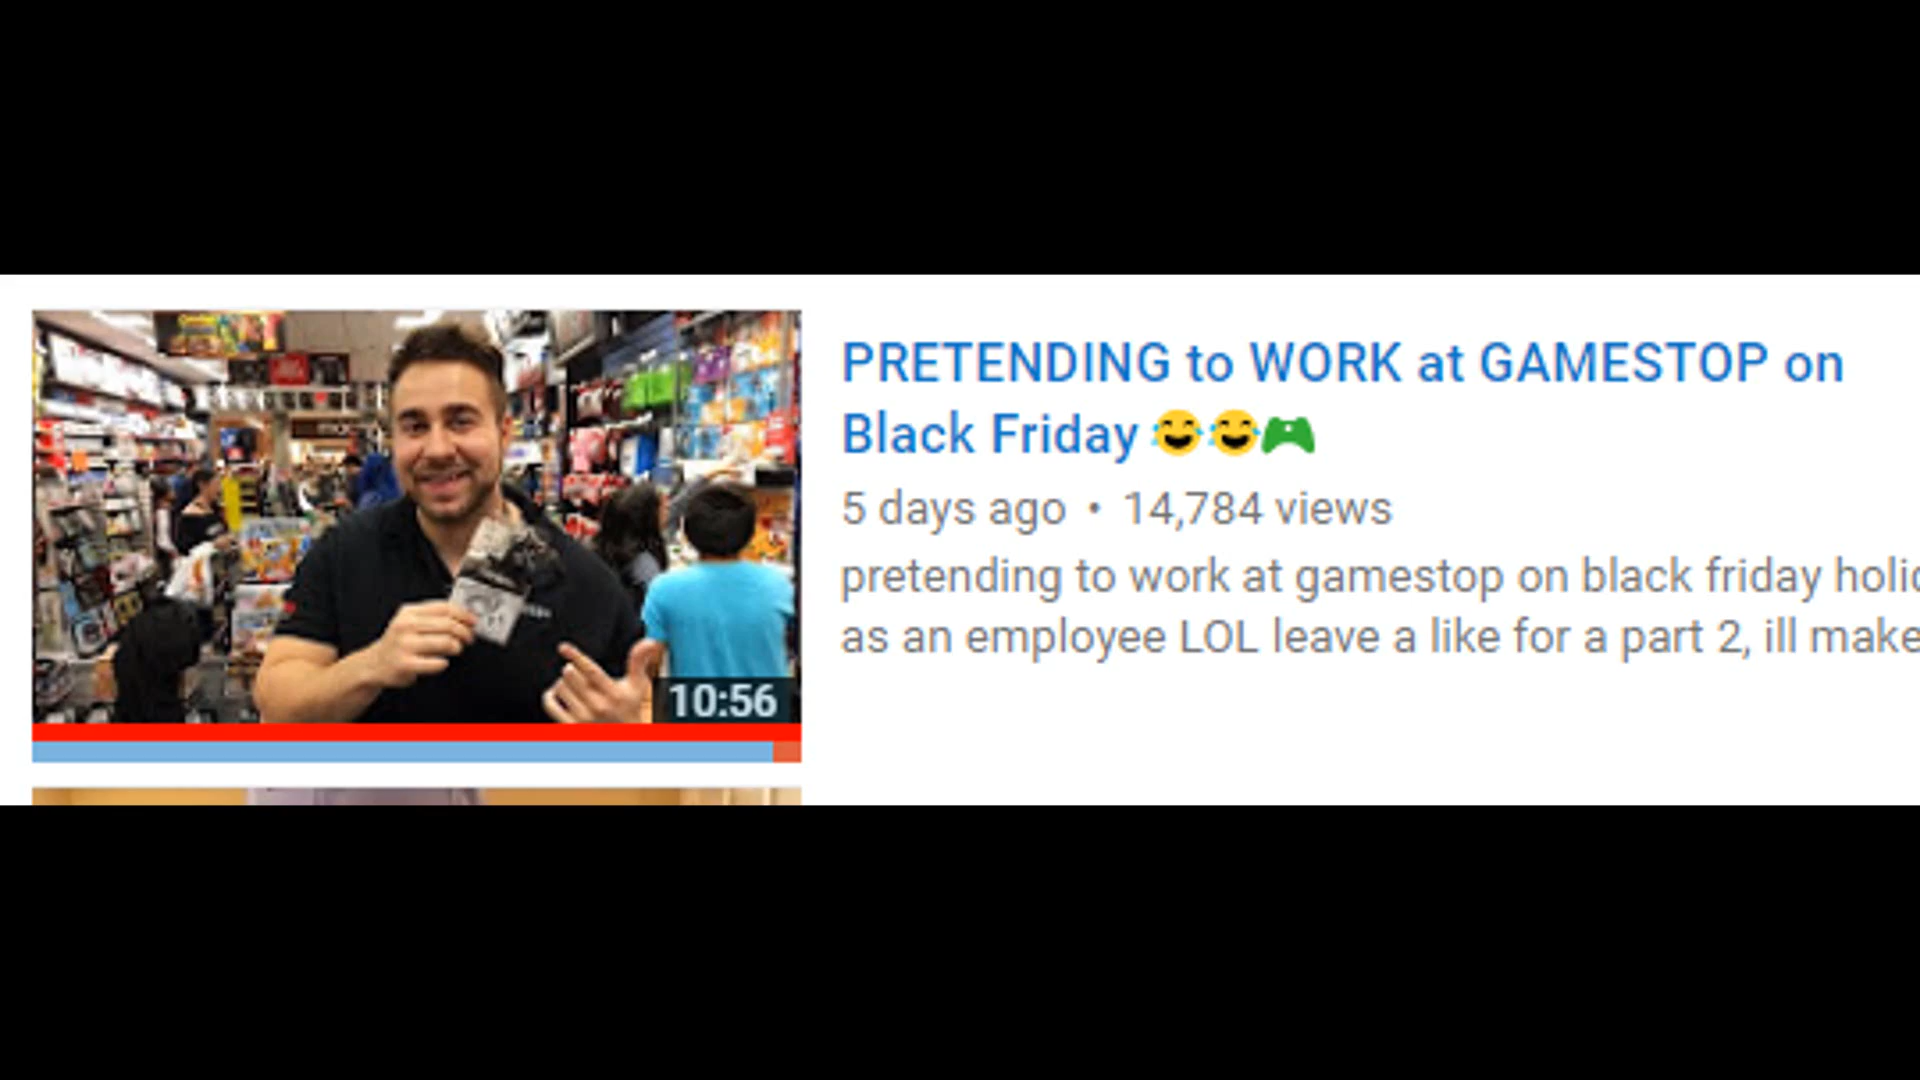 PRETENDING to WORK at GAMESTOP on
Black Friday 😂😂🎮
5 days ago • 14,784 views
pretending to work at gamestop on black friday
as an employee LOL leave a like for a part 2, ill make
10:56